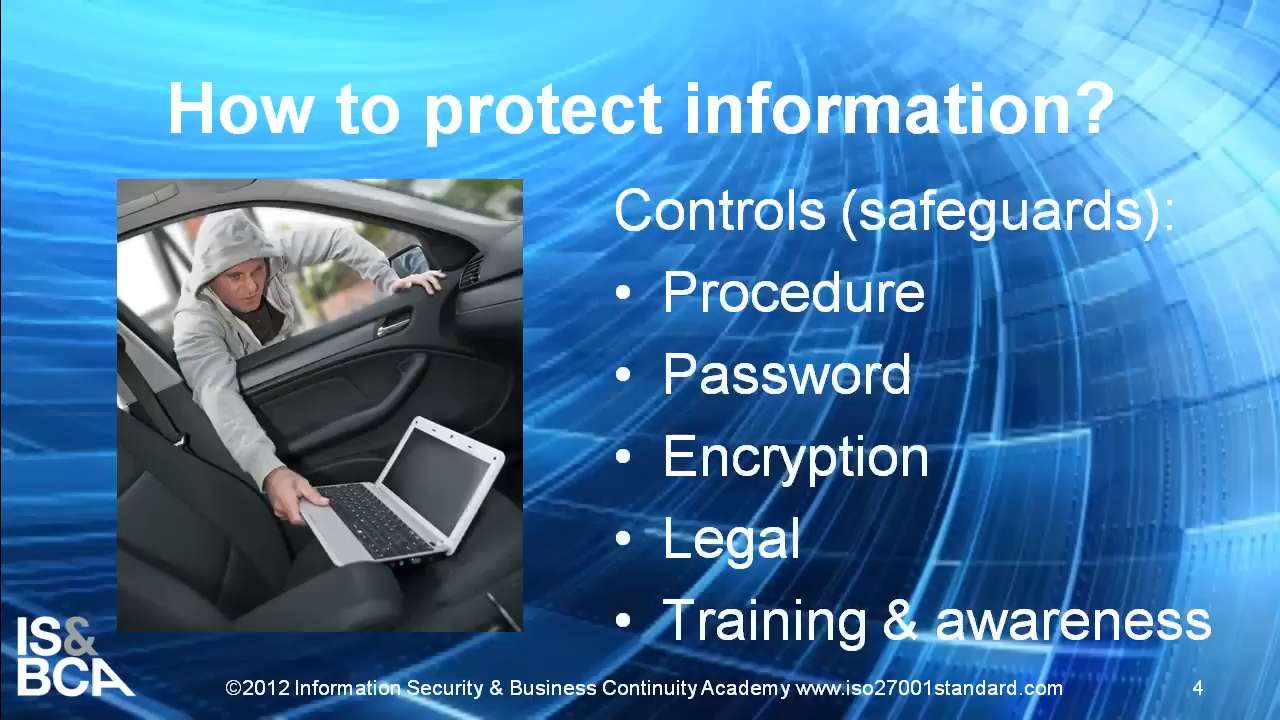 How to protect information?
Controls (safeguards):
• Procedure
• Password
• Encryption
• Legal
• Training & awareness
IS&
BCA
©2012 Information Security & Business Continuity Academy www.iso27001standard.com
4